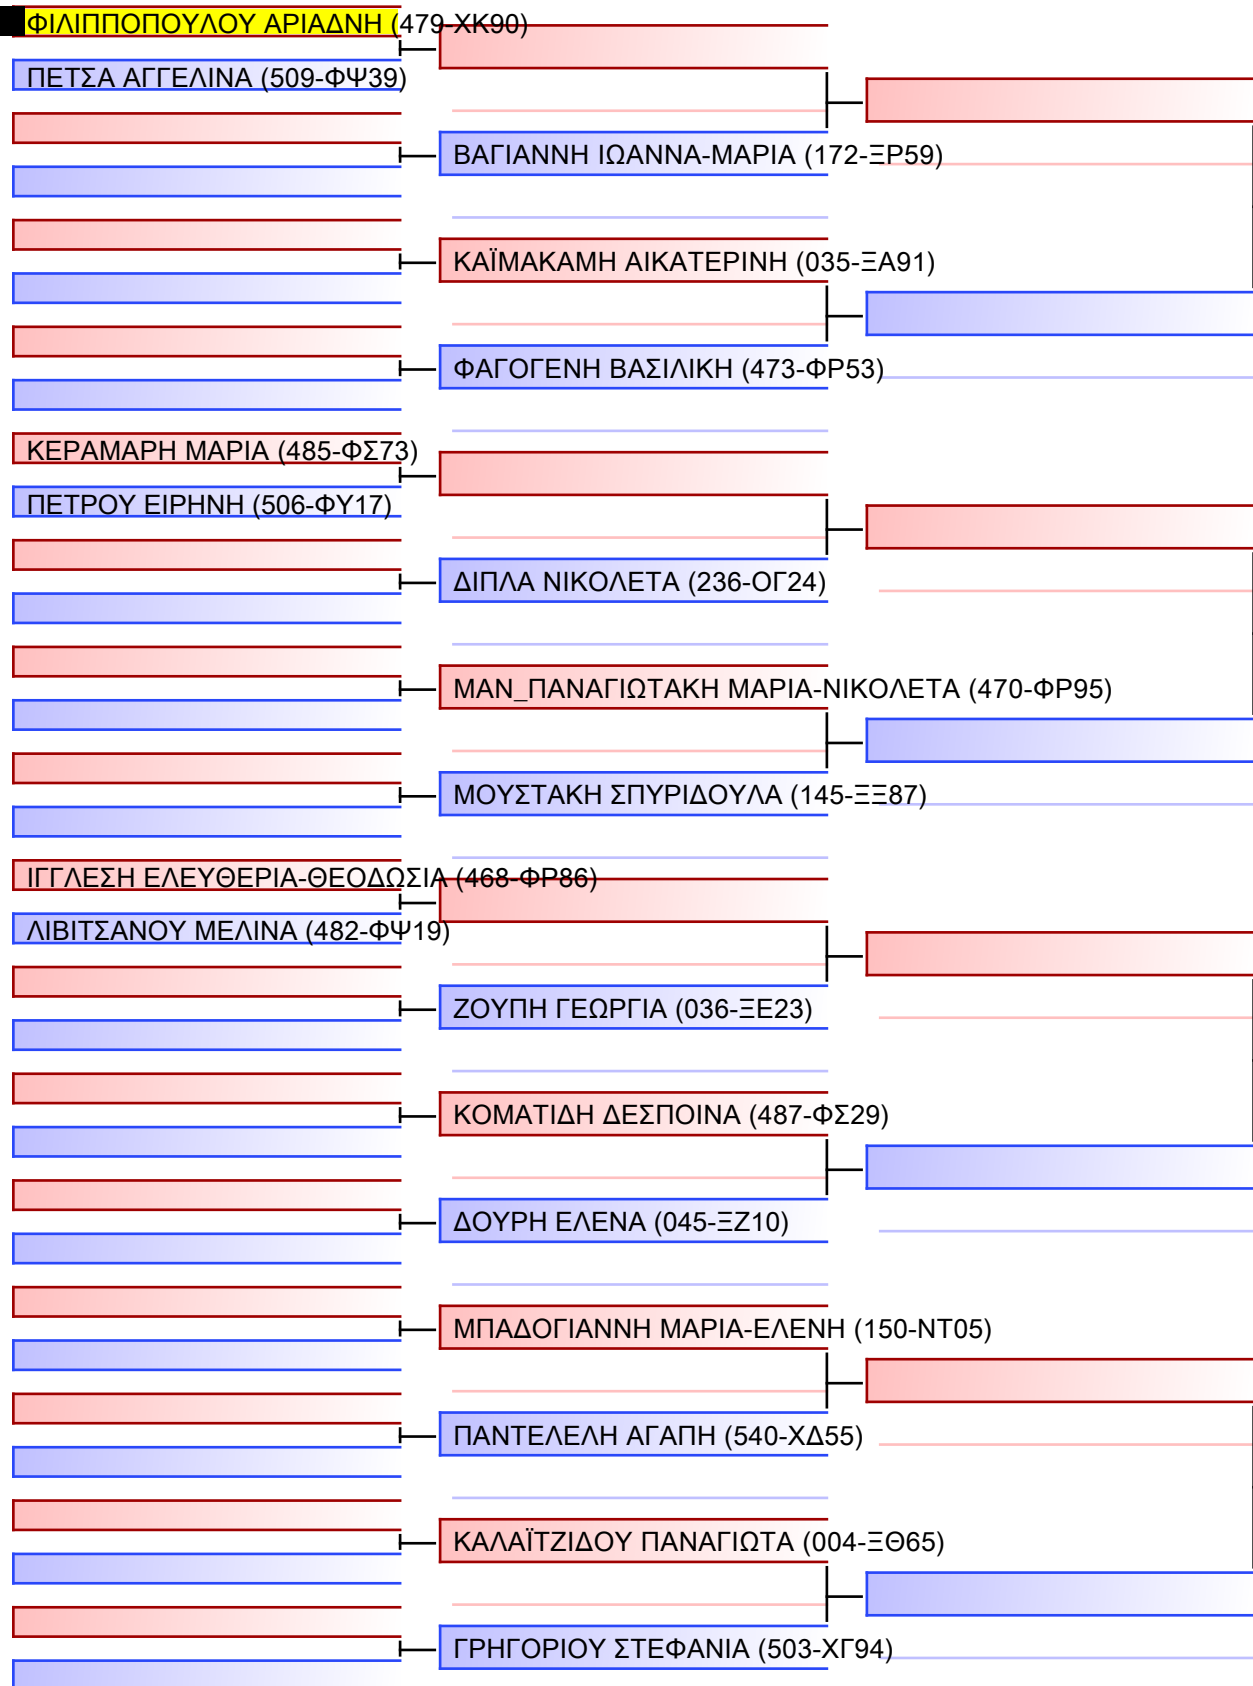 ΦΙΛΙΠΠΟΠΟΥΛΟΥ ΑΡΙΑΔΝΗ (479-ΧΚ90)
ΠΕΤΣΑ ΑΓΓΕΛΙΝΑ (509-ΦΨ39)
ΒΑΓΙΑΝΝΗ ΙΩΑΝΝΑ-ΜΑΡΙΑ (172-ΞΡ59)
ΚΑΪΜΑΚΑΜΗ ΑΙΚΑΤΕΡΙΝΗ (035-ΞΑ91)
ΦΑΓΟΓΕΝΗ ΒΑΣΙΛΙΚΗ (473-ΦΡ53)
ΚΕΡΑΜΑΡΗ ΜΑΡΙΑ (485-ΦΣ73)
ΠΕΤΡΟΥ ΕΙΡΗΝΗ (506-ΦΥ17)
ΔΙΠΛΑ ΝΙΚΟΛΕΤΑ (236-ΟΓ24)
ΜΑΝ_ΠΑΝΑΓΙΩΤΑΚΗ ΜΑΡΙΑ-ΝΙΚΟΛΕΤΑ (470-ΦΡ95)
ΜΟΥΣΤΑΚΗ ΣΠΥΡΙΔΟΥΛΑ (145-ΞΞ87)
ΙΓΓΛΕΣΗ ΕΛΕΥΘΕΡΙΑ-ΘΕΟΔΩΣΙΑ (468-ΦΡ86)
ΛΙΒΙΤΣΑΝΟΥ ΜΕΛΙΝΑ (482-ΦΨ19)
ΖΟΥΠΗ ΓΕΩΡΓΙΑ (036-ΞΕ23)
ΚΟΜΑΤΙΔΗ ΔΕΣΠΟΙΝΑ (487-ΦΣ29)
ΔΟΥΡΗ ΕΛΕΝΑ (045-ΞΖ10)
ΜΠΑΔΟΓΙΑΝΝΗ ΜΑΡΙΑ-ΕΛΕΝΗ (150-ΝΤ05)
ΠΑΝΤΕΛΕΛΗ ΑΓΑΠΗ (540-ΧΔ55)
ΚΑΛΑΪΤΖΙΔΟΥ ΠΑΝΑΓΙΩΤΑ (004-ΞΘ65)
ΓΡΗΓΟΡΙΟΥ ΣΤΕΦΑΝΙΑ (503-ΧΓ94)